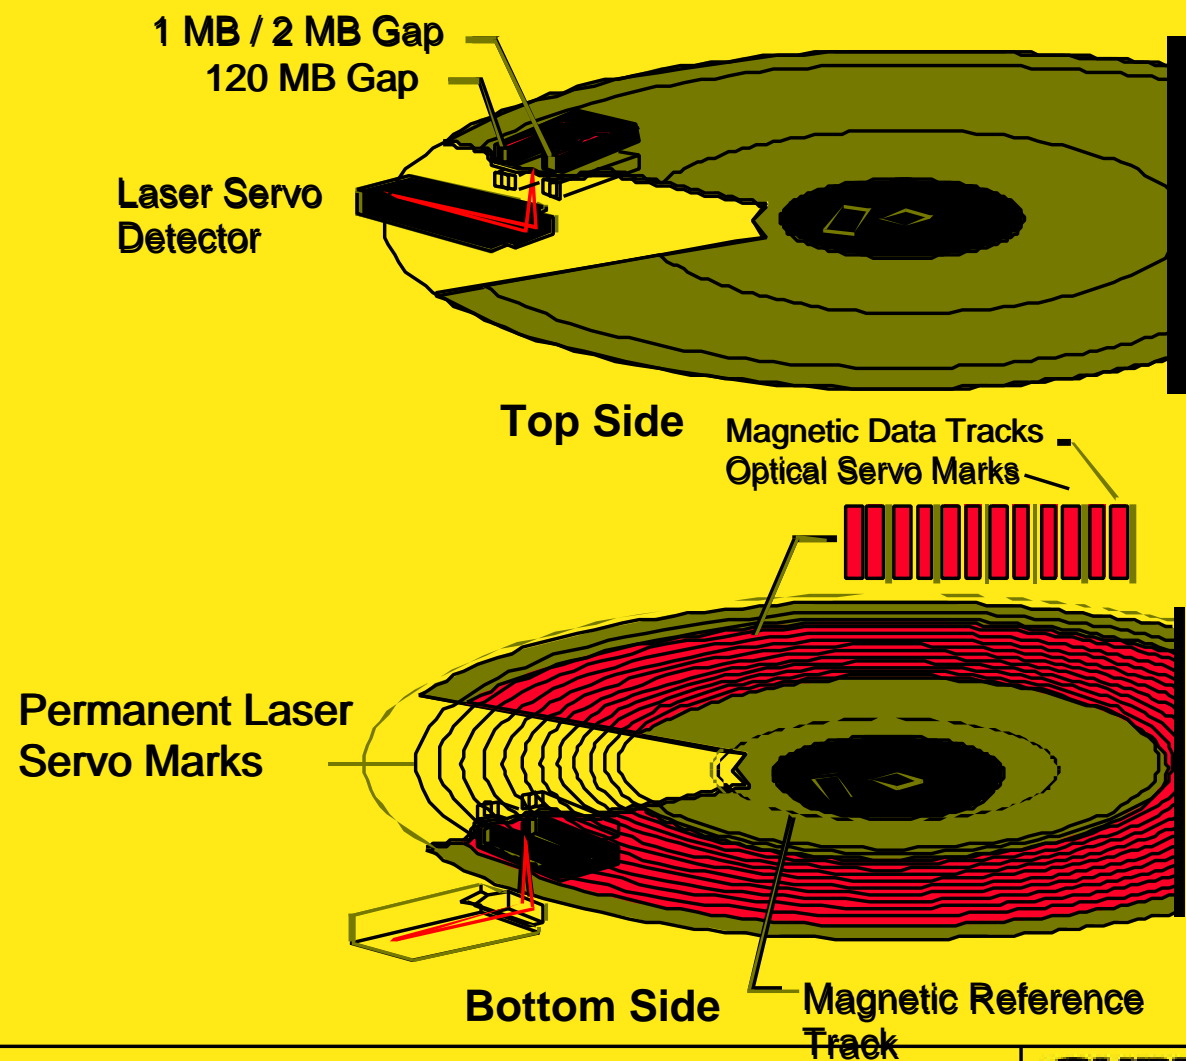 1 MB / 2 MB Gap
120 MB Gap
Laser Servo
Detector
Top Side
Magnetic Data Tracks
Optical Servo Marks
Permanent Laser
Servo Marks
Bottom Side
Magnetic Reference
Track